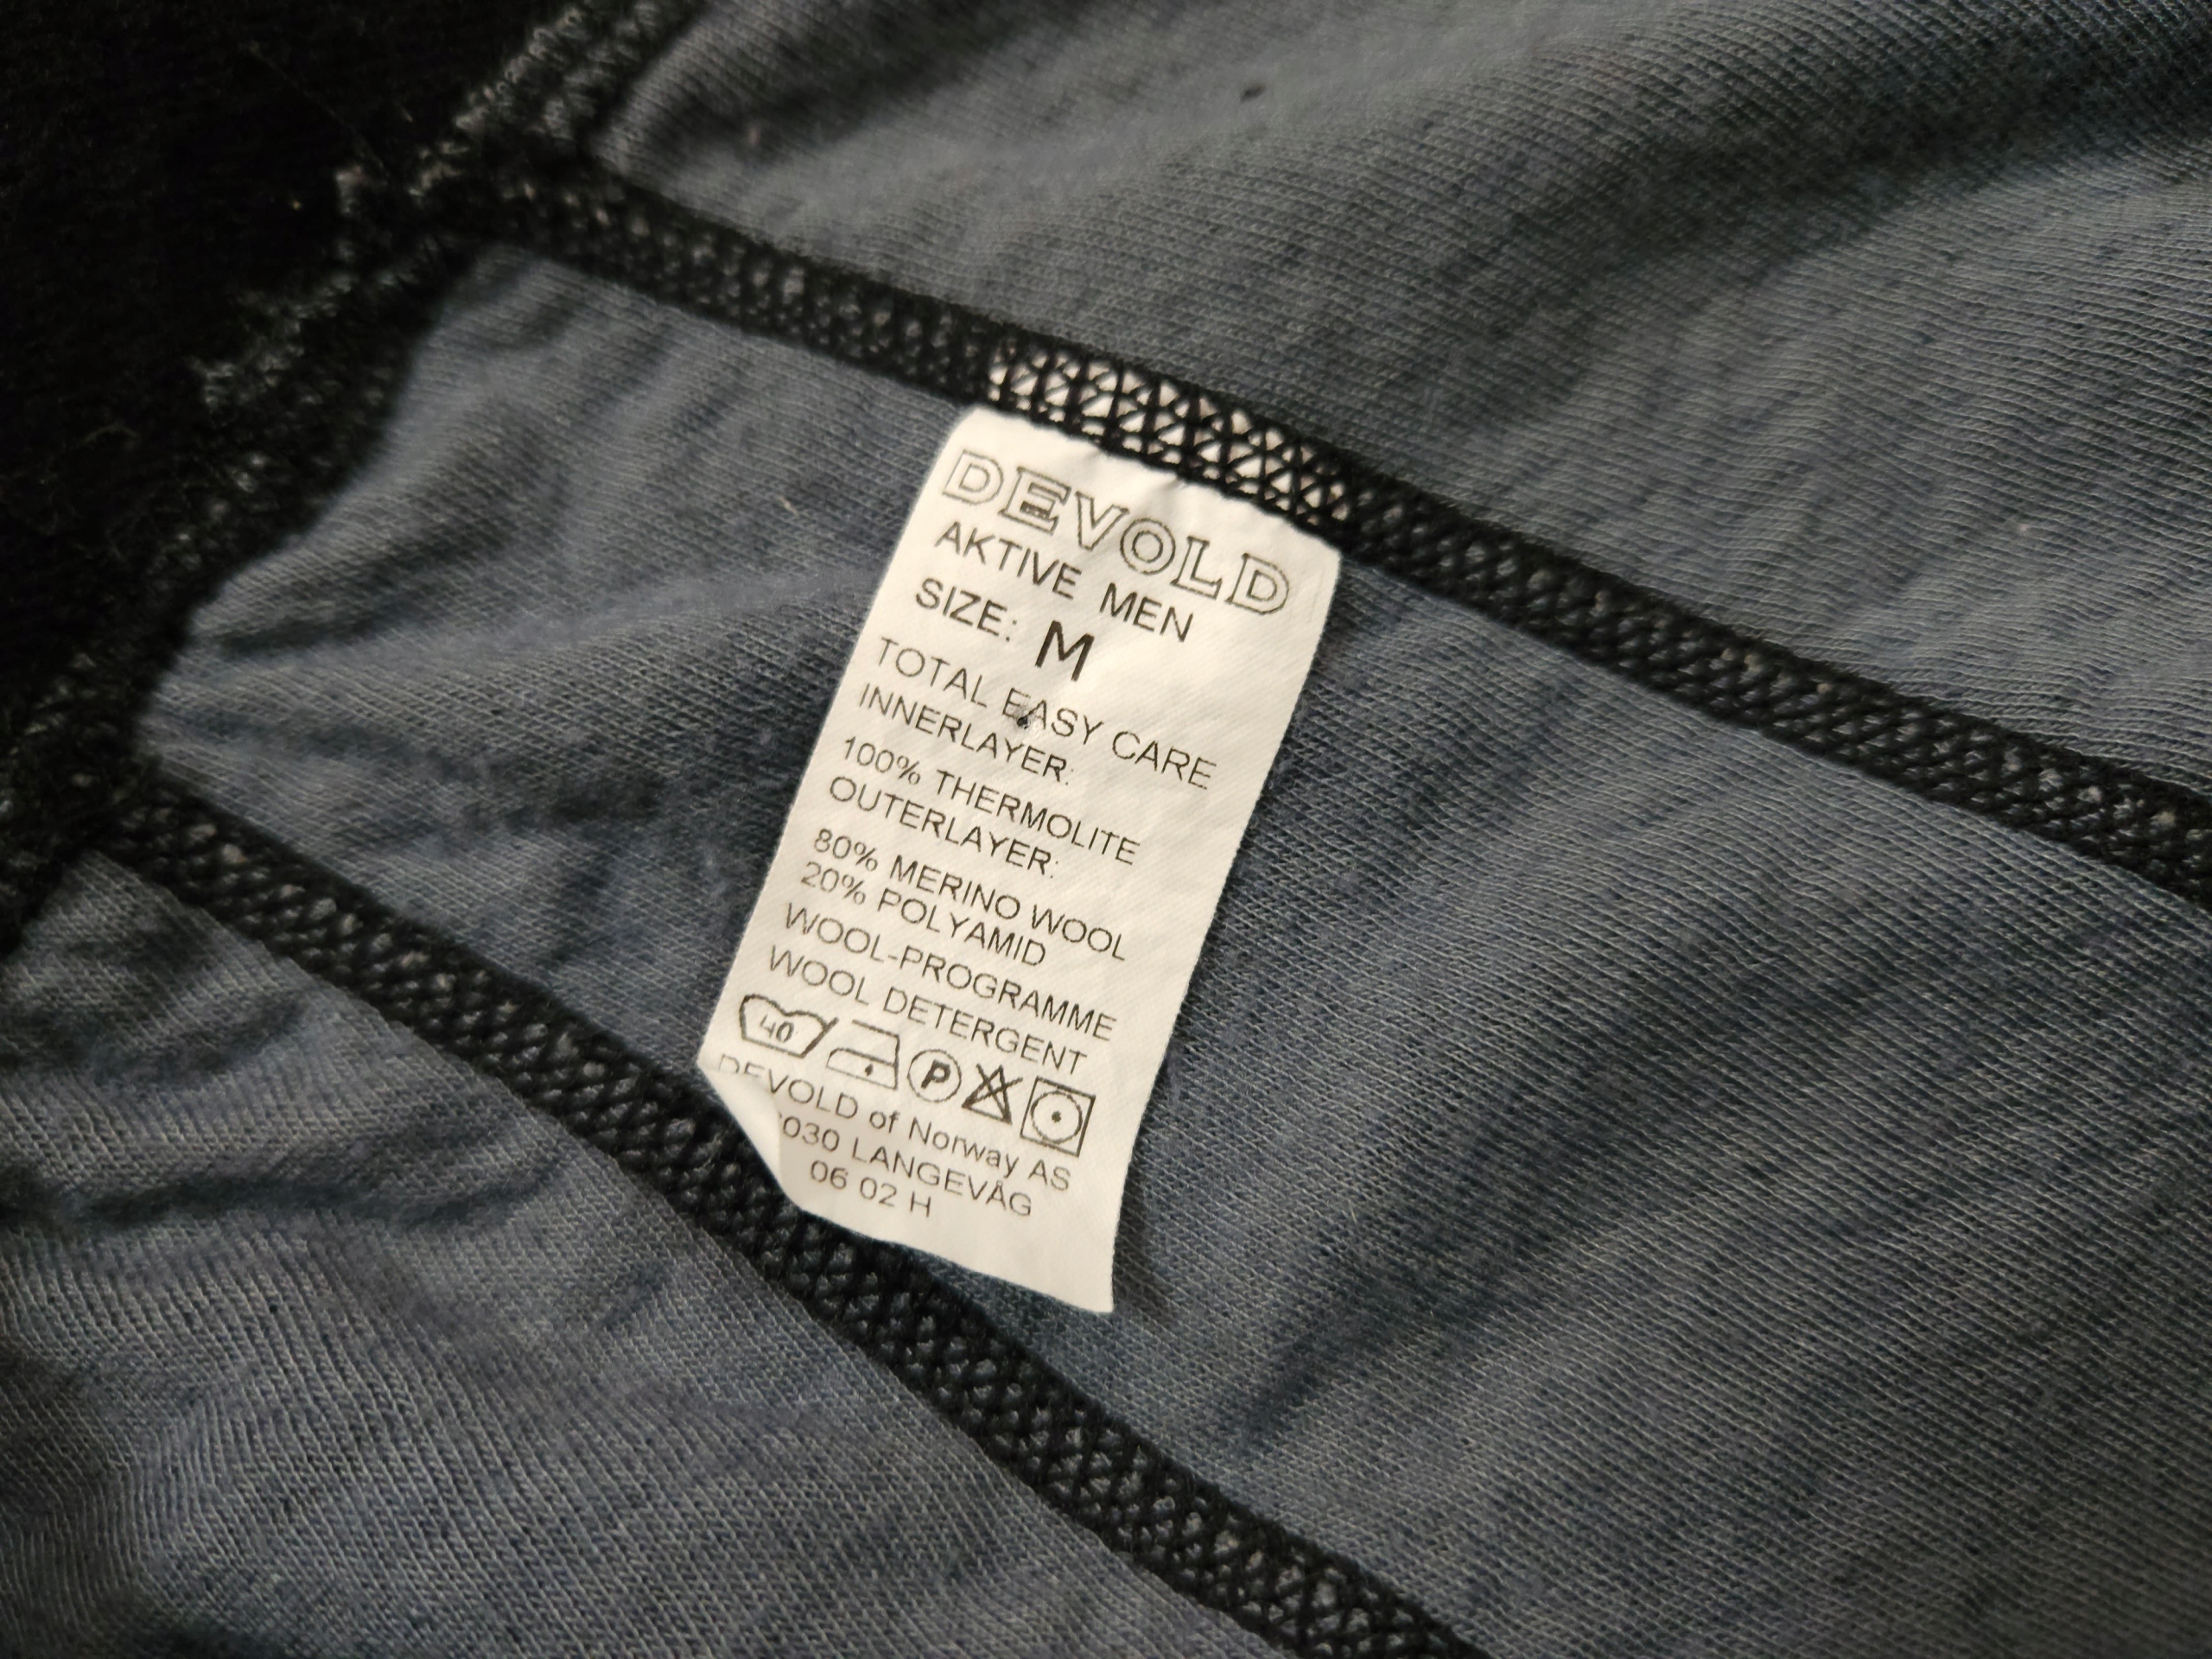 DEVOLD
AKTIVE MEN
SIZE: M
TOTAL EASY CARE
INNERLAYER:
100% THERMOLITE
OUTERLAYER:
80% MERINO WOOL
20% POLYAMID
WOOL-PROGRAMME
WOOL DETERGENT
40 P
DEVOLD of Norway AS
030 LANGEVÅG
06 02 H